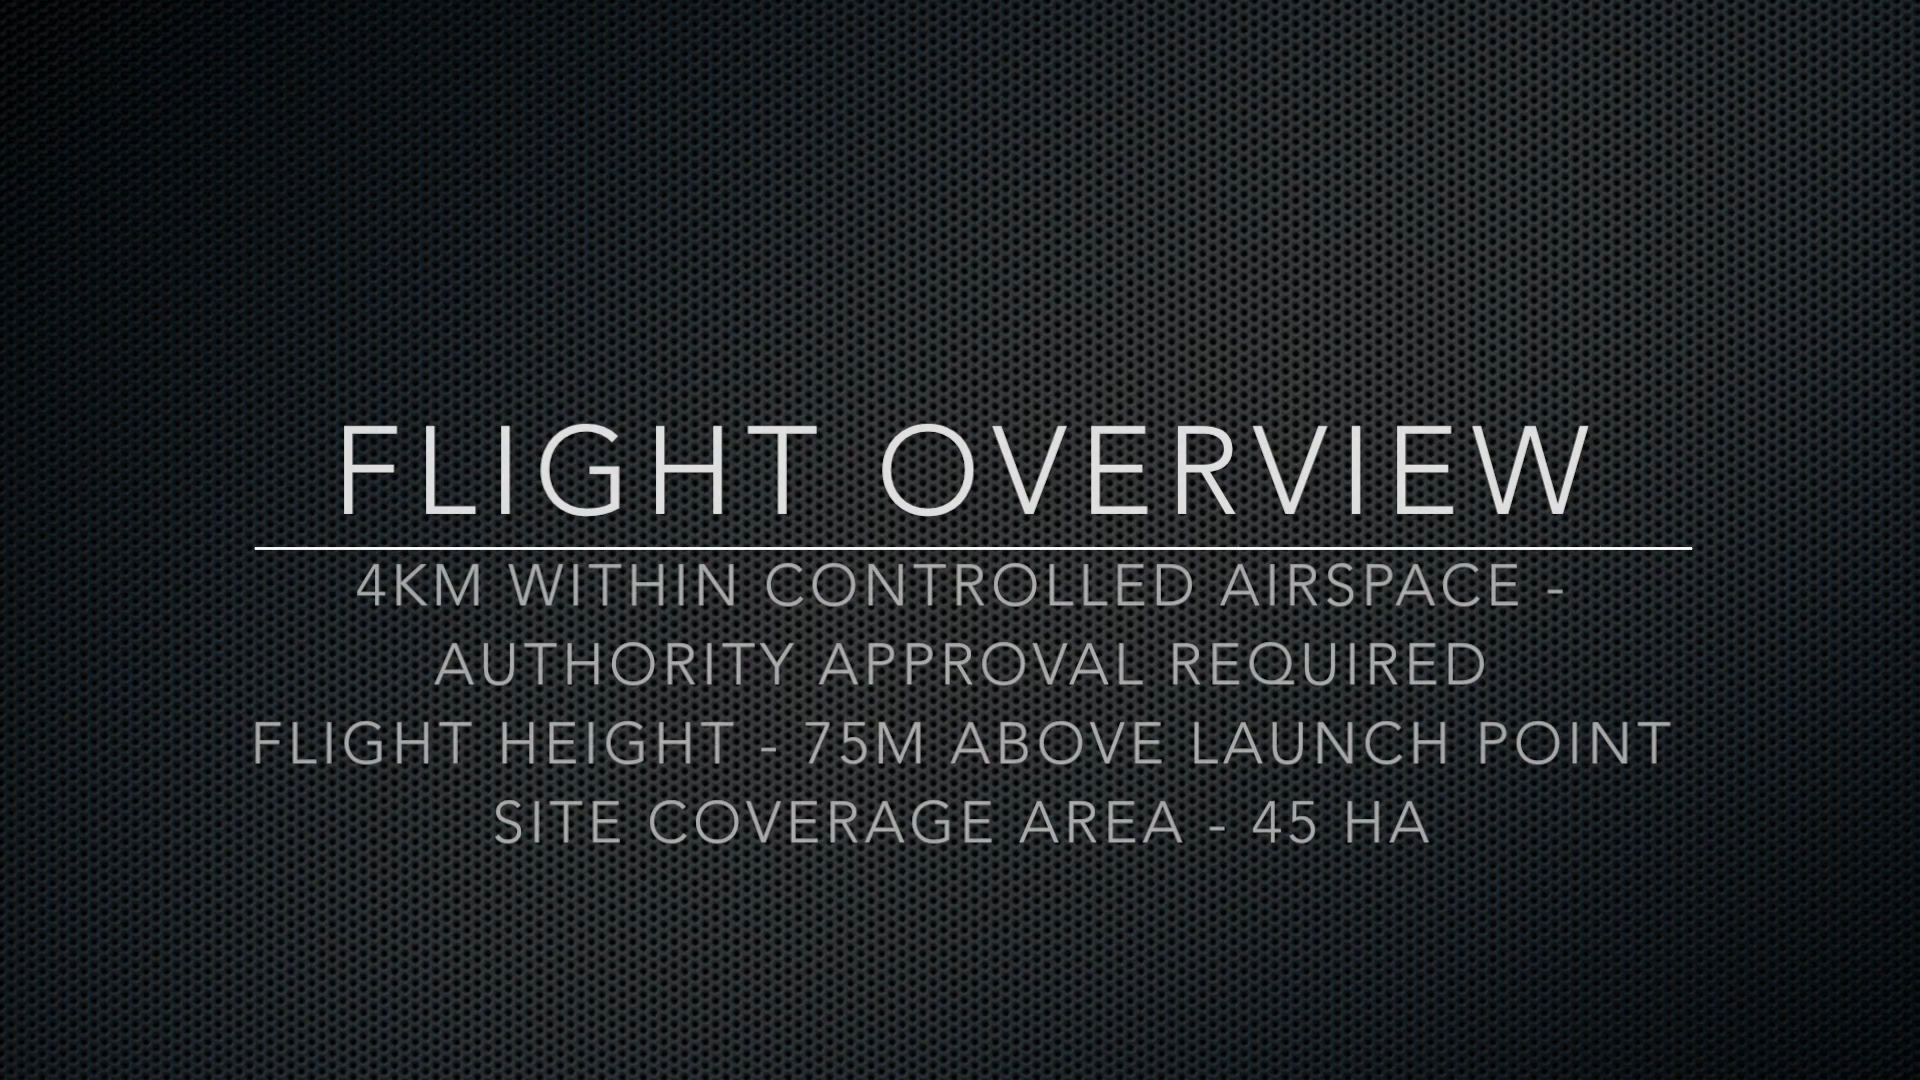 FLIGHT OVERVIEW
4KM WITHIN CONTROLLED AIRSPACE -
AUTHORITY APPROVAL REQUIRED
FLIGHT HEIGHT - 75M ABOVE LAUNCH POINT
SITE COVERAGE AREA - 45 HA